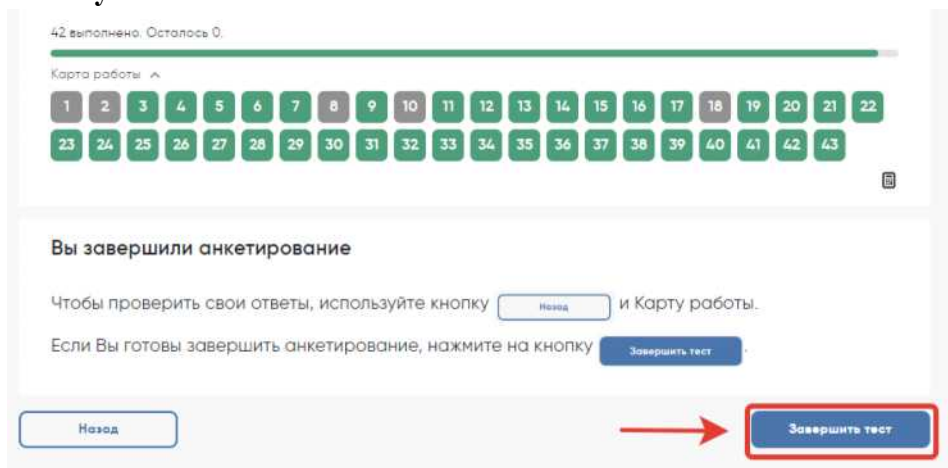 42 выполнено. Осталось 0.
Карта работы
1 2 3 4 5 6 7 8 9 10 11 12 13 14 15 16 17 18 19 20 21 22
23 24 25 26 27 28 29 30 31 32 33 34 35 36 37 38 39 40 41 42 43
Вы завершили анкетирование
Чтобы проверить свои ответы, используйте кнопку Назад и Карту работы.
Если Вы готовы завершить анкетирование, нажмите на кнопку Завершить тест.
Назад Завершить тест